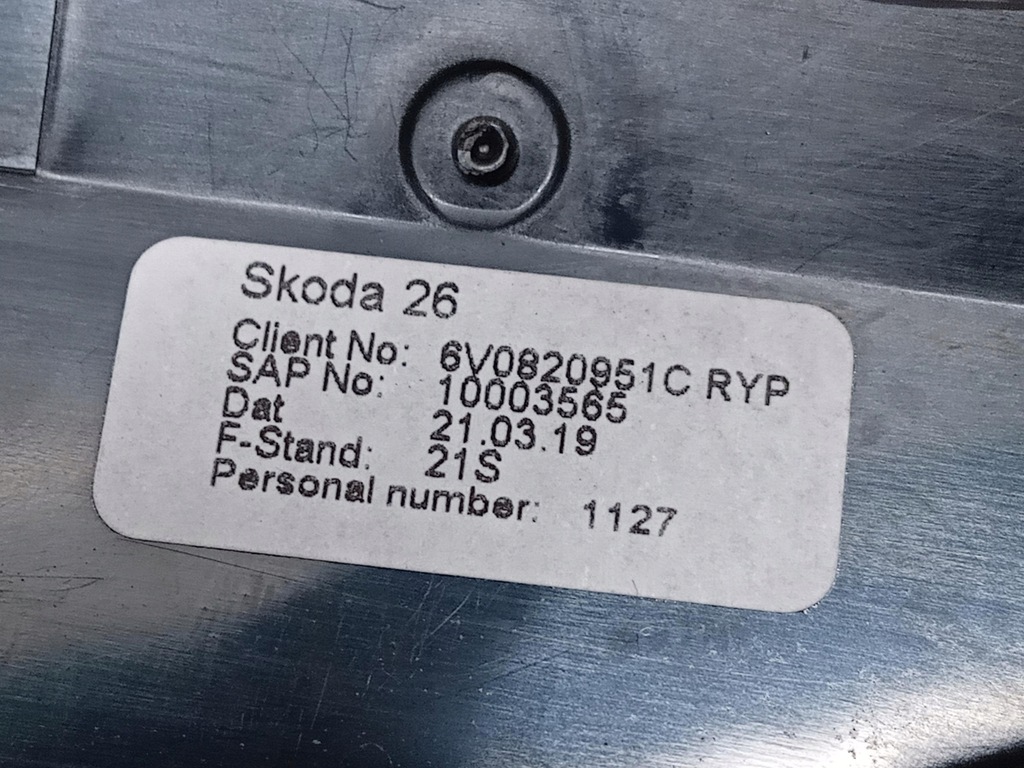 Skoda 26
Client No: 6V0820951C RYP
SAP No: 10003565
Dat 21.03.19
F-Stand: 21S
Personal number: 1127